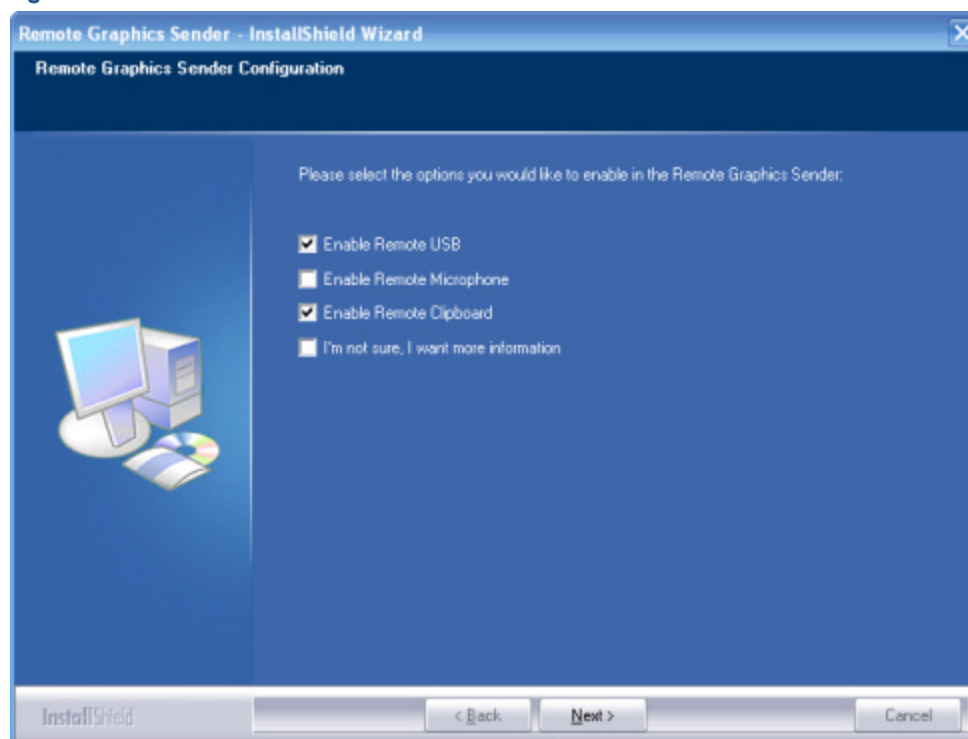 Remote Graphics Sender - InstallShield Wizard
Remote Graphics Sender Configuration
Please select the options you would like to enable in the Remote Graphics Sender:
Enable Remote USB
Enable Remote Microphone
Enable Remote Clipboard
I'm not sure, I want more information
InstallShield
< Back
Next >
Cancel